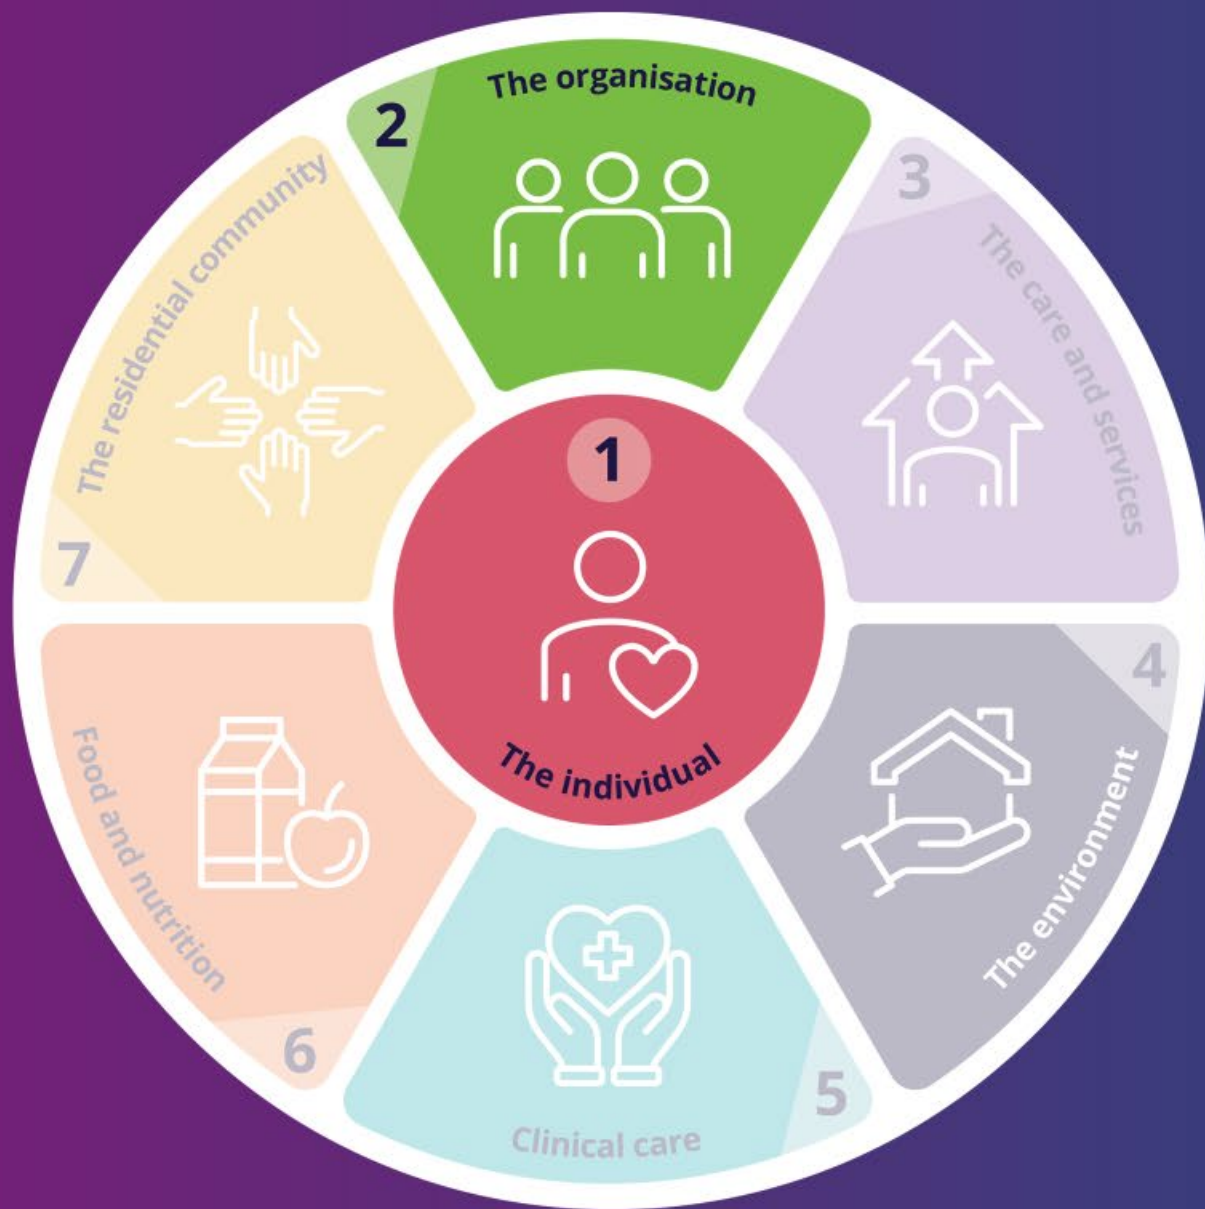 1
The individual
2
The organisation
3
The care and services
4
The environment
5
Clinical care
6
Food and nutrition
7
The residential community